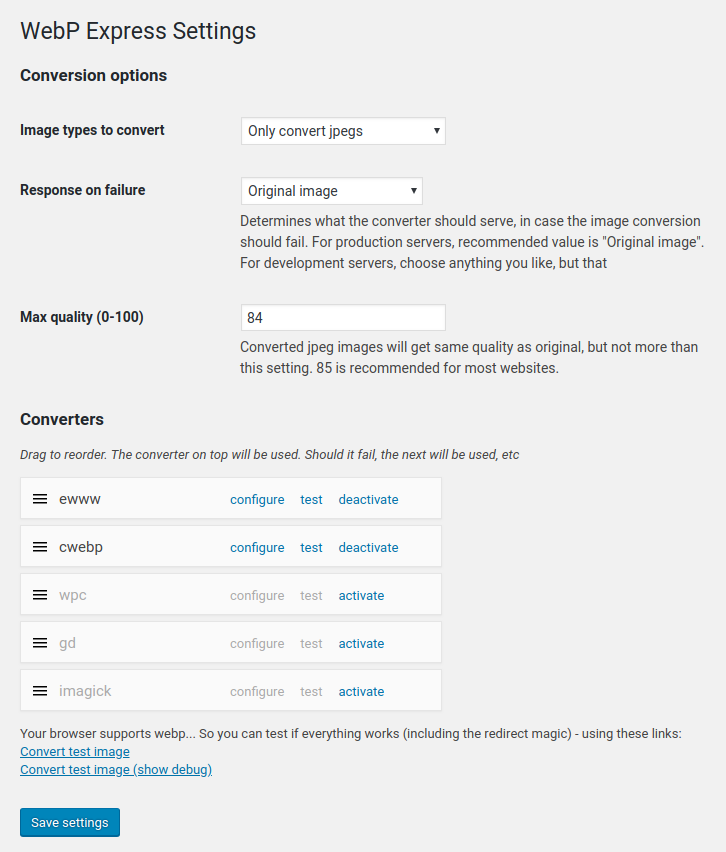 WebP Express Settings
Conversion options
Image types to convert Only convert jpegs
Response on failure Original image
Determines what the converter should serve, in case the image conversion
should fail. For production servers, recommended value is "Original image".
For development servers, choose anything you like, but that
Max quality (0-100) 84
Converted jpeg images will get same quality as original, but not more than
this setting. 85 is recommended for most websites.
Converters
Drag to reorder. The converter on top will be used. Should it fail, the next will be used, etc
ewww configure test deactivate
cwebp configure test deactivate
wpc configure test activate
gd configure test activate
imagick configure test activate
Your browser supports webp... So you can test if everything works (including the redirect magic) - using these links:
Convert test image
Convert test image (show debug)
Save settings